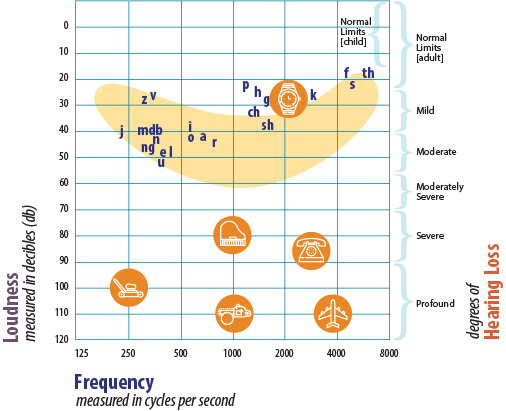 Normal
Limits
[child]
Normal
Limits
[adult]
Mild
Moderate
Moderately
Severe
Severe
Profound
0
10
20
30
40
50
60
70
80
90
100
110
120
z v
j mdb
n
ng e l
u
i
o a r
p h g
ch
sh
k
f th
s
125 250 500 1000 2000 4000 8000
Loudness
measured in decibles (db)
degrees of
Hearing Loss
Frequency
measured in cycles per second